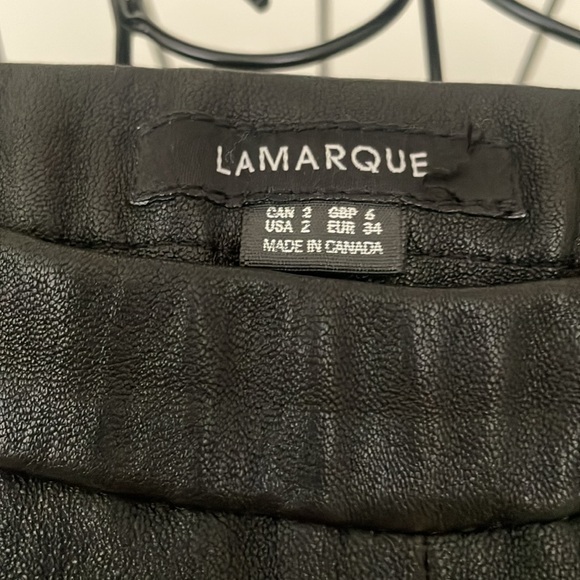 LAMARQUE
CAN 2 GBP 6
USA 2 EUR 34
MADE IN CANADA